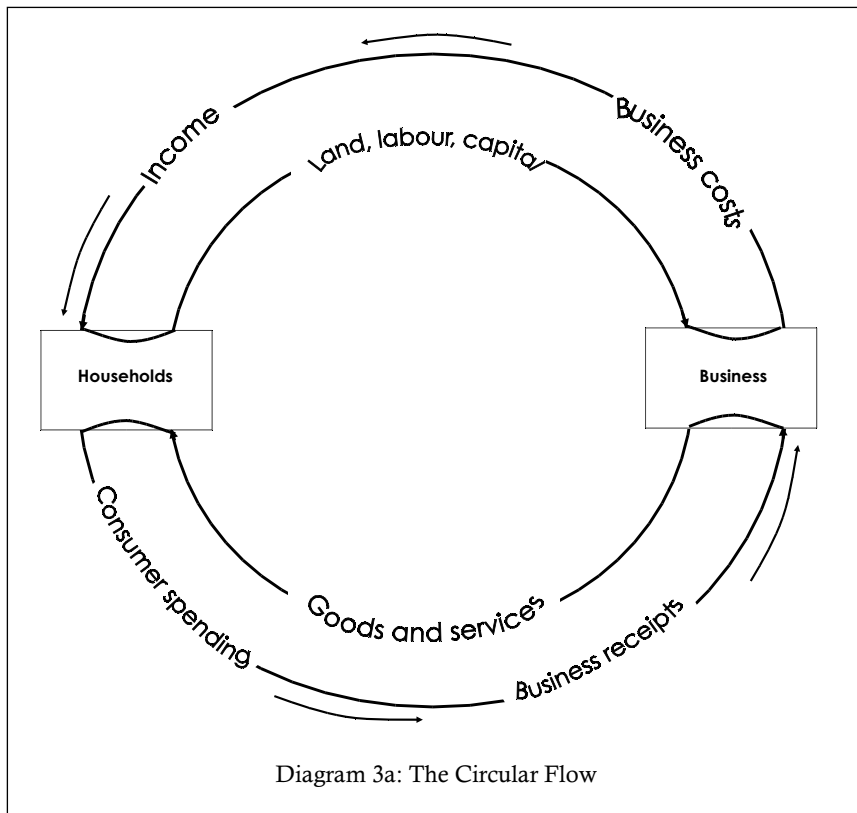 Income
Business costs
Land, labour, capital
Households
Business
Consumer spending
Goods and services
Business receipts
Diagram 3a: The Circular Flow